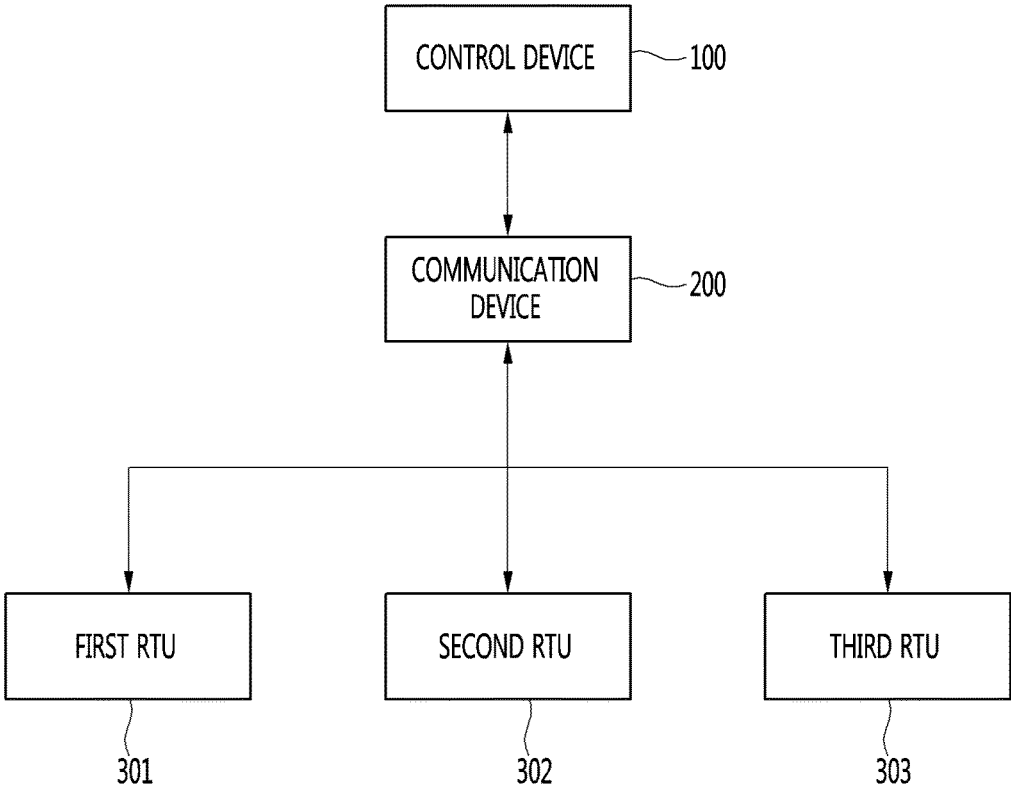 CONTROL DEVICE
100
COMMUNICATION
DEVICE
200
FIRST RTU
SECOND RTU
THIRD RTU
301
302
303